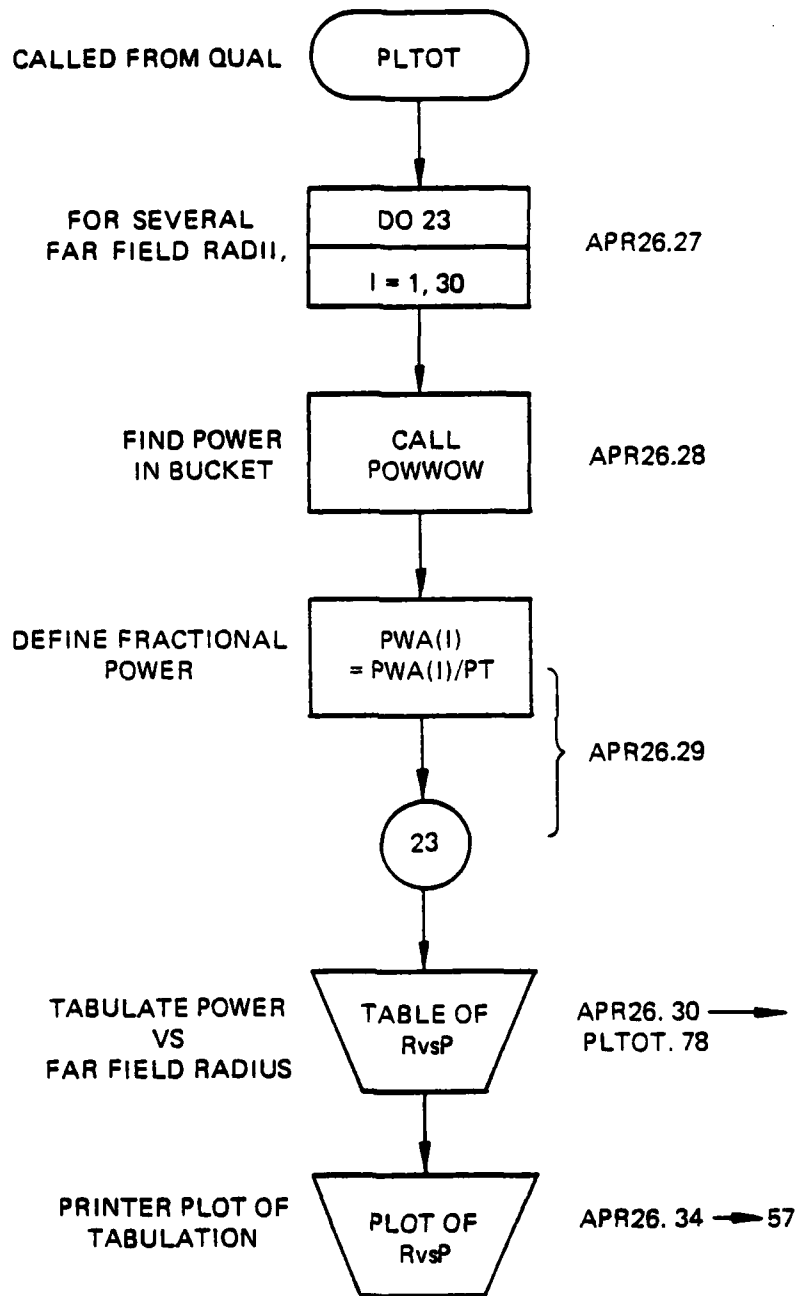 CALLED FROM QUAL
PLTOT
FOR SEVERAL
FAR FIELD RADII,
DO 23
I = 1, 30
APR26.27
FIND POWER
IN BUCKET
CALL
POWWOW
APR26.28
DEFINE FRACTIONAL
POWER
PWA(I)
= PWA(I)/PT
APR26.29
23
TABULATE POWER
VS
FAR FIELD RADIUS
TABLE OF
RvsP
APR26. 30 →
PLTOT. 78
PRINTER PLOT OF
TABULATION
PLOT OF
RvsP
APR26. 34 → 57